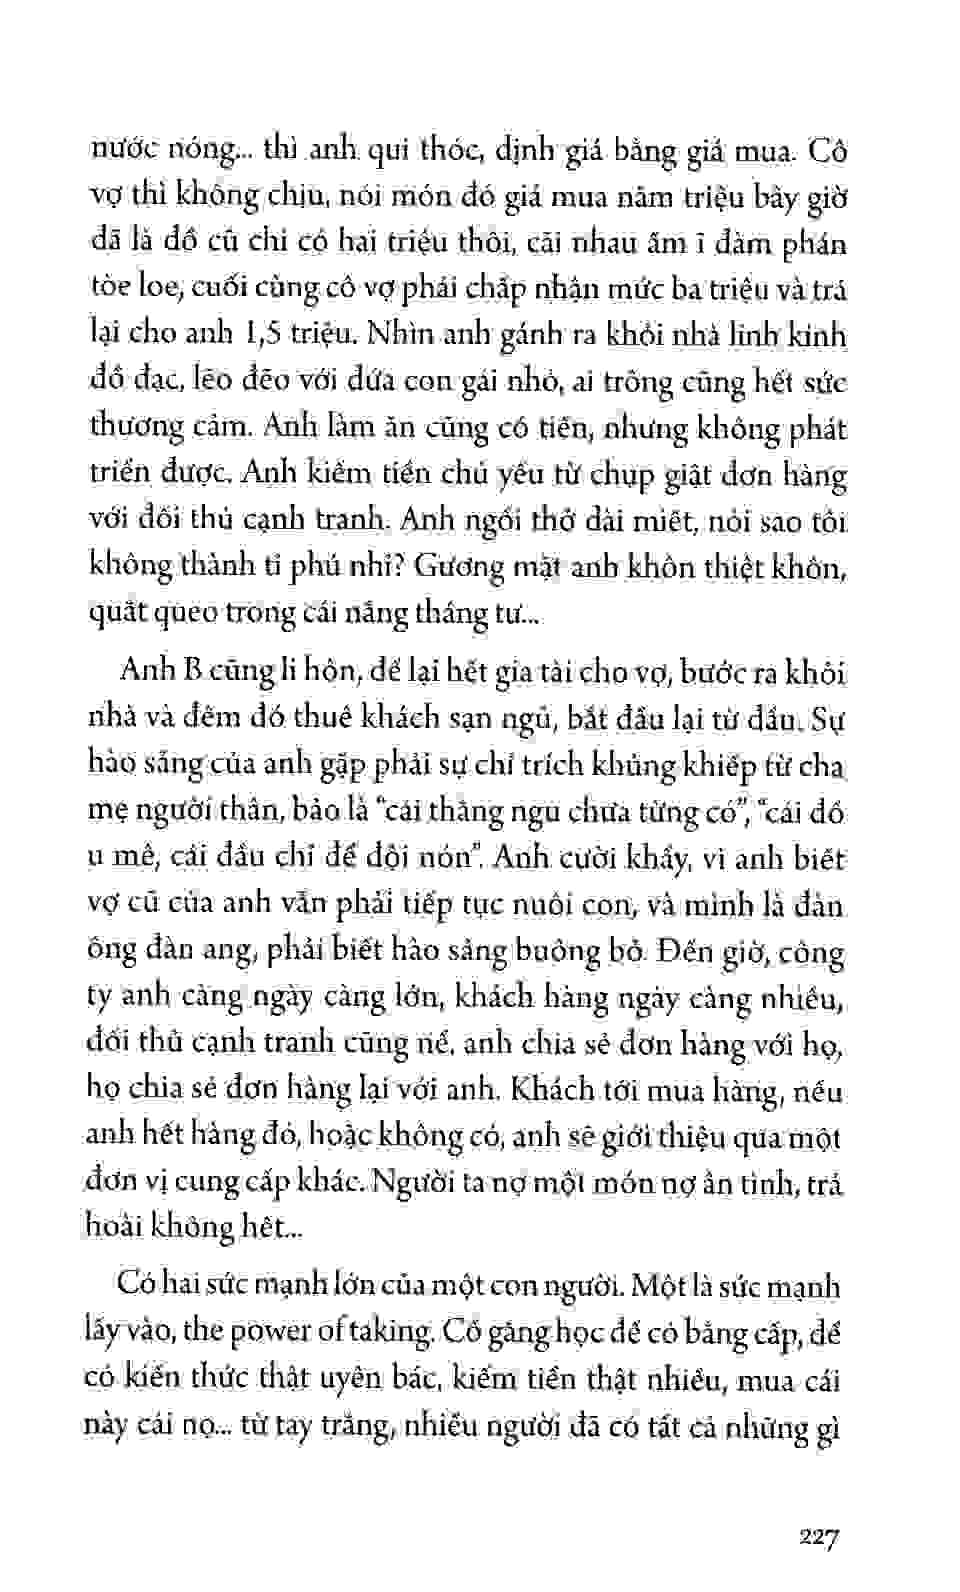 nước nóng... thì anh qui thóc, định giá bằng giá mua. Cô
vợ thì không chịu, nói món đó giá mua năm triệu bây giờ
đã là đồ cũ chỉ có hai triệu thôi, cãi nhau ầm ĩ đàm phán
tòe loe, cuối cùng cô vợ phải chấp nhận mức ba triệu và trả
lại cho anh 1,5 triệu. Nhìn anh gánh ra khỏi nhà linh kinh
đồ đạc, lẽo đẽo với đứa con gái nhỏ, ai trông cũng hết sức
thương cảm. Anh làm ăn cũng có tiền, nhưng không phát
triển được. Anh kiếm tiền chủ yếu từ chụp giật đơn hàng
với đối thủ cạnh tranh. Anh ngồi thở dài miết, nói sao tôi
không thành tỉ phú nhỉ? Gương mặt anh khôn thiệt khôn,
quắt queo trong cái nắng tháng tư...
Anh B cũng li hôn, để lại hết gia tài cho vợ, bước ra khỏi
nhà và đêm đó thuê khách sạn ngủ, bắt đầu lại từ đầu. Sự
hào sảng của anh gặp phải sự chỉ trích khủng khiếp từ cha
mẹ người thân, bảo là “cái thằng ngu chưa từng có”, “cái đồ
u mê, cái đầu chỉ để đội nón”. Anh cười khẩy, vì anh biết
vợ cũ của anh vẫn phải tiếp tục nuôi con, và mình là đàn
ông đàn ang, phải biết hào sảng buông bỏ. Đến giờ, công
ty anh càng ngày càng lớn, khách hàng ngày càng nhiều,
đối thủ cạnh tranh cũng nể, anh chia sẻ đơn hàng với họ,
họ chia sẻ đơn hàng lại với anh. Khách tới mua hàng, nếu
anh hết hàng đó, hoặc không có, anh sẽ giới thiệu qua một
đơn vị cung cấp khác. Người ta nợ một món nợ ân tình, trả
hoài không hết...
Có hai sức mạnh lớn của một con người. Một là sức mạnh
lấy vào, the power of taking. Cố gắng học để có bằng cấp, để
có kiến thức thật uyên bác, kiếm tiền thật nhiều, mua cái
này cái nọ... từ tay trắng, nhiều người đã có tất cả những gì
227